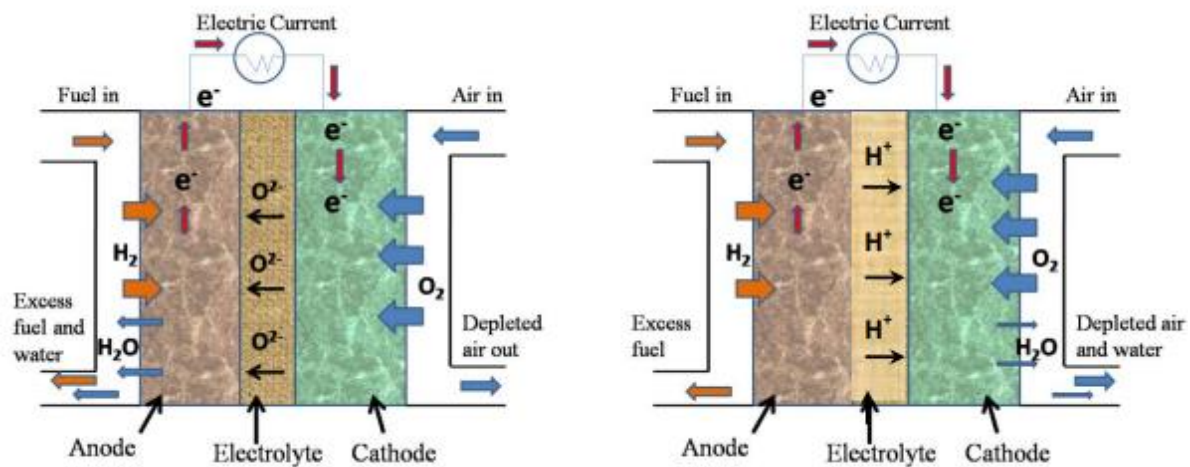 Electric Current
Fuel in
e-
Air in
e-
e-
e-
O²⁻
O²⁻
O²⁻
H₂
O₂
Excess
fuel and
water
H₂O
Depleted
air out
Anode
Electrolyte
Cathode
Electric Current
Fuel in
e-
Air in
H⁺
e-
e-
e-
H⁺
H⁺
H₂
O₂
Excess
fuel
H₂O
Depleted air
and water
Anode
Electrolyte
Cathode